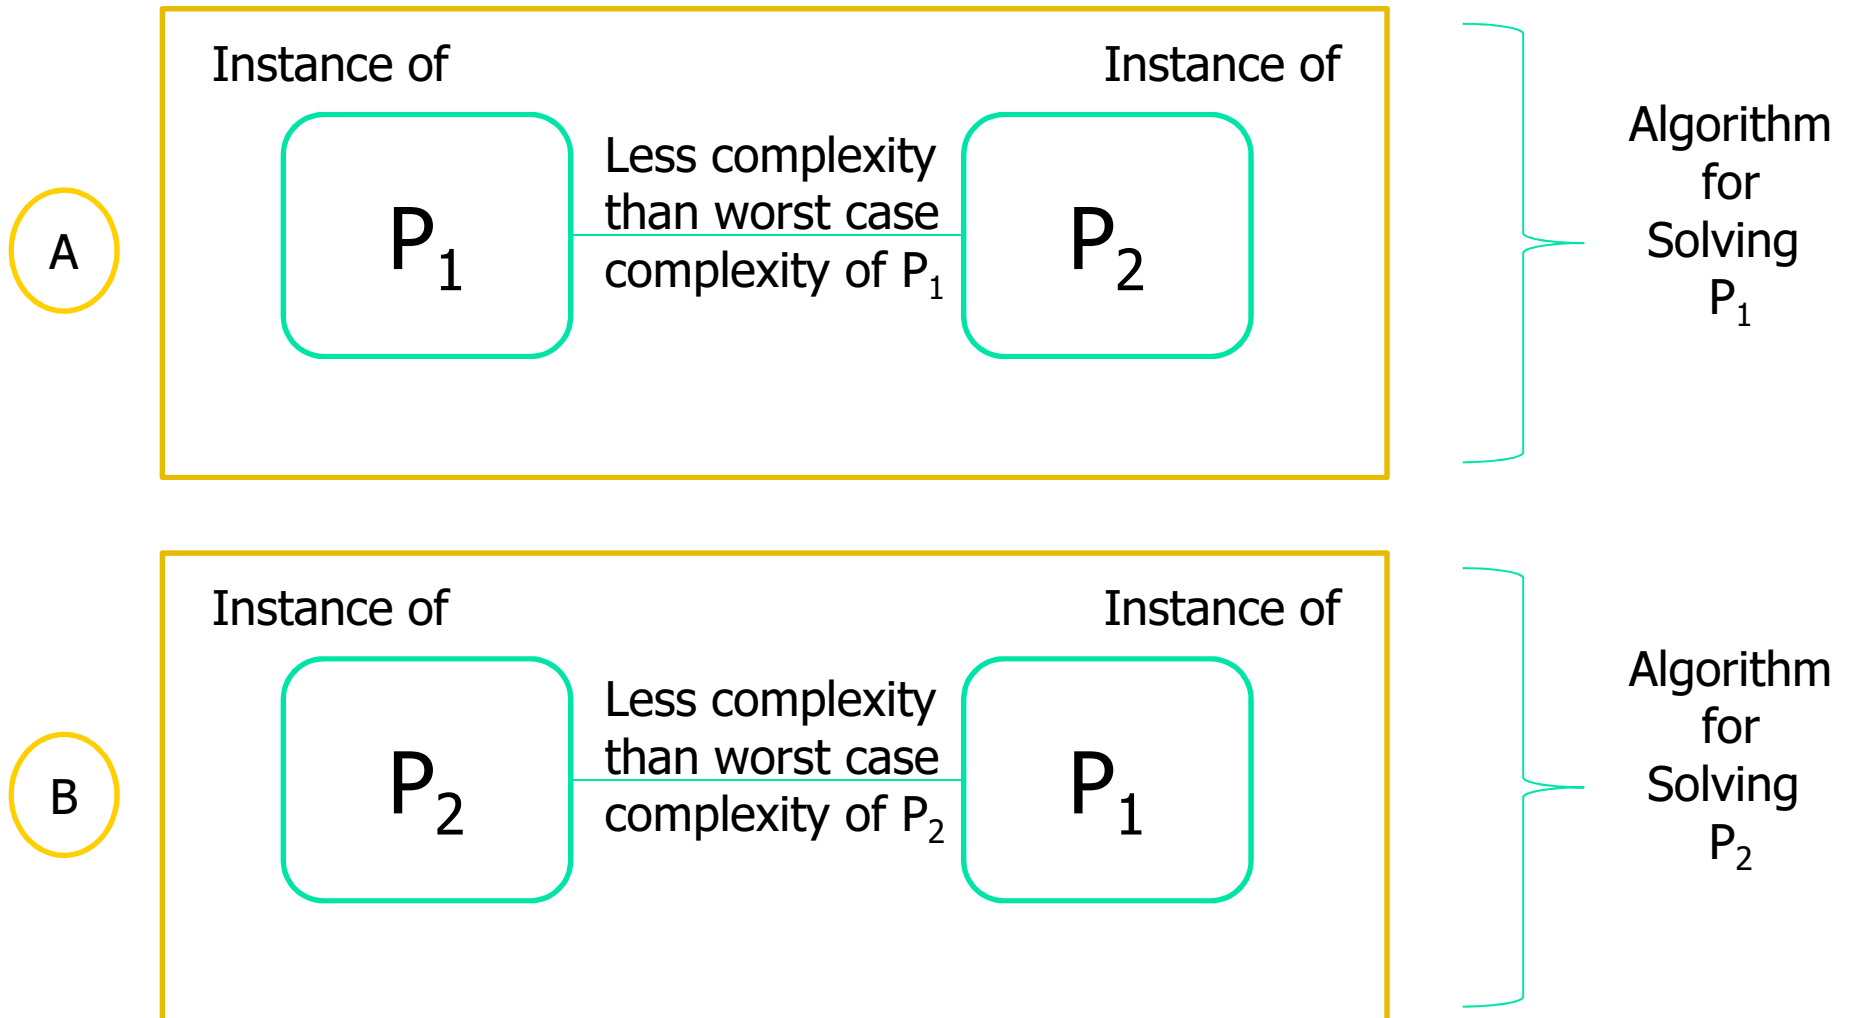 A
Instance of
Instance of
P₁
Less complexity
than worst case
complexity of P₁
P₂
Algorithm
for
Solving
P₁
B
Instance of
Instance of
P₂
Less complexity
than worst case
complexity of P₂
P₁
Algorithm
for
Solving
P₂